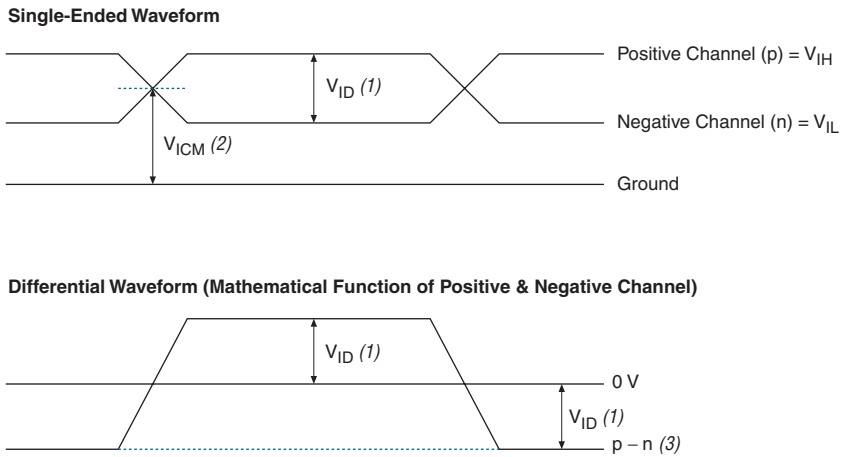 Single-Ended Waveform
Positive Channel (p) = VIH
VID (1)
Negative Channel (n) = VIL
VICM (2)
Ground
Differential Waveform (Mathematical Function of Positive & Negative Channel)
VID (1)
0 V
VID (1)
p − n (3)